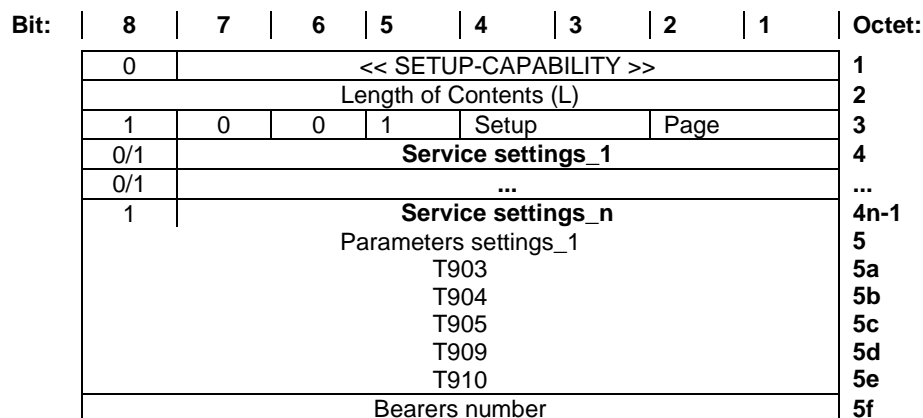 Bit: 8 7 6 5 4 3 2 1 Octet:
0 << SETUP-CAPABILITY >> 1
Length of Contents (L) 2
1 0 0 1 Setup Page 3
0/1 Service settings_1 4
0/1 ... ...
1 Service settings_n 4n-1
Parameters settings_1 5
T903 5a
T904 5b
T905 5c
T909 5d
T910 5e
Bearers number 5f